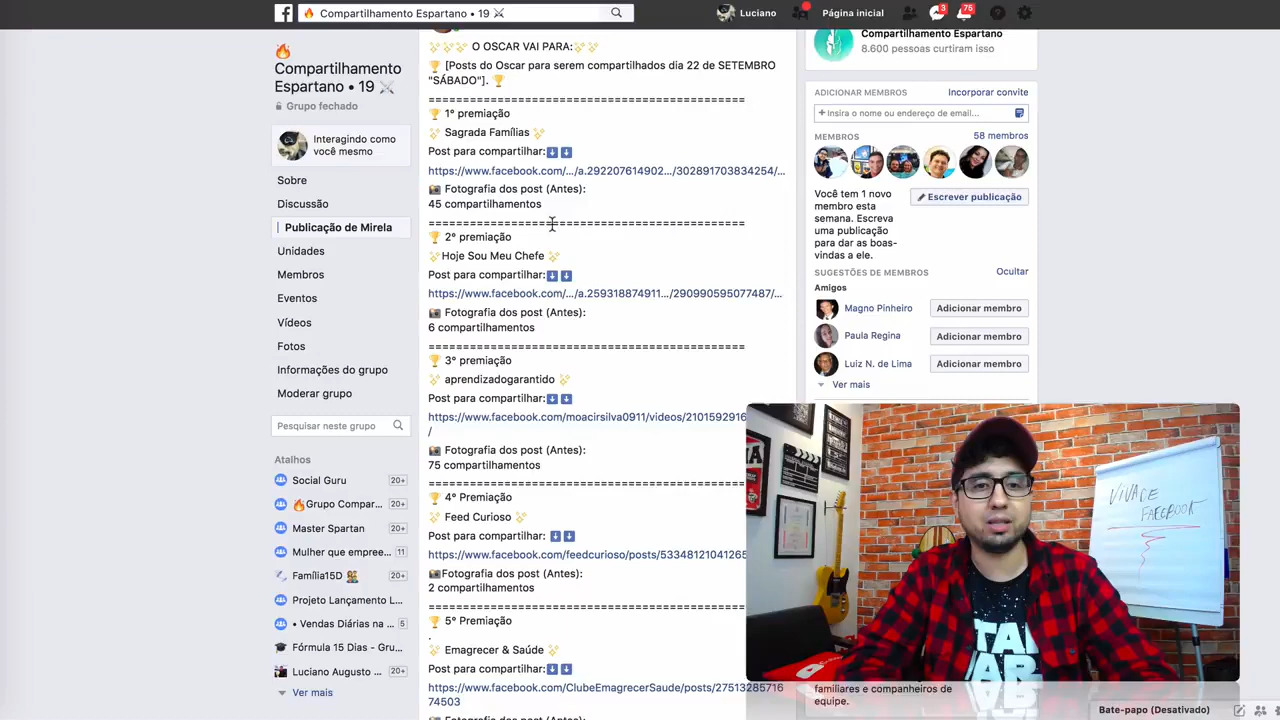 🔥 Compartilhamento Espartano • 19 ⚔
Luciano
Página inicial
3
75
🔥
Compartilhamento
Espartano • 19 ⚔
Grupo fechado
Interagindo como
você mesmo
Sobre
Discussão
Publicação de Mirela
Unidades
Membros
Eventos
Vídeos
Fotos
Informações do grupo
Moderar grupo
Pesquisar neste grupo
Atalhos
Social Guru 20+
🔥Grupo Compar... 20+
Master Spartan 20+
Mulher que empree... 11
Família15D 20+
Projeto Lançamento L...
• Vendas Diárias na ... 5
Fórmula 15 Dias - Gru...
Luciano Augusto ... 20+
Ver mais
✨✨✨ O OSCAR VAI PARA:✨✨
🏆 [Posts do Oscar para serem compartilhados dia 22 de SETEMBRO
"SÁBADO"]. 🏆
==============================================
🏆 1° premiação
✨ Sagrada Famílias ✨
Post para compartilhar:⬇⬇
https://www.facebook.com/.../a.292207614902.../302891703834254/...
📷 Fotografia dos post (Antes):
45 compartilhamentos
==============================================
🏆 2° premiação
✨Hoje Sou Meu Chefe ✨
Post para compartilhar:⬇⬇
https://www.facebook.com/.../a.259318874911.../290990595077487/...
📷 Fotografia dos post (Antes):
6 compartilhamentos
==============================================
🏆 3° premiação
✨ aprendizadogarantido ✨
Post para compartilhar:⬇⬇
https://www.facebook.com/moacirsilva0911/videos/2101592916
/
📷 Fotografia dos post (Antes):
75 compartilhamentos
==============================================
🏆 4° Premiação
✨ Feed Curioso ✨
Post para compartilhar: ⬇⬇
https://www.facebook.com/feedcurioso/posts/53348121041265
📷Fotografia dos post (Antes):
2 compartilhamentos
==============================================
🏆 5° Premiação
.
✨ Emagrecer & Saúde ✨
Post para compartilhar:⬇⬇
https://www.facebook.com/ClubeEmagrecerSaude/posts/27513285716
74503
Compartilhamento Espartano
8.600 pessoas curtiram isso
ADICIONAR MEMBROS Incorporar convite
+ Insira o nome ou endereço de email...
MEMBROS 58 membros
Você tem 1 novo
membro esta
semana. Escreva
uma publicação
para dar as boas-
vindas a ele.
Escrever publicação
SUGESTÕES DE MEMBROS Ocultar
Amigos
Magno Pinheiro Adicionar membro
Paula Regina Adicionar membro
Luiz N. de Lima Adicionar membro
Ver mais
FACEBOOK
STAR
WARS
familiares e companheiros de
equipe.
Bate-papo (Desativado)